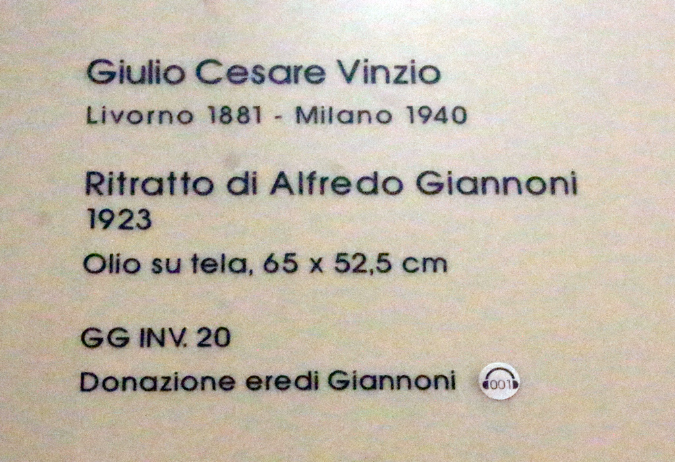 Giulio Cesare Vinzio
Livorno 1881 - Milano 1940
Ritratto di Alfredo Giannoni
1923
Olio su tela, 65 x 52,5 cm
GG INV. 20
Donazione eredi Giannoni 001